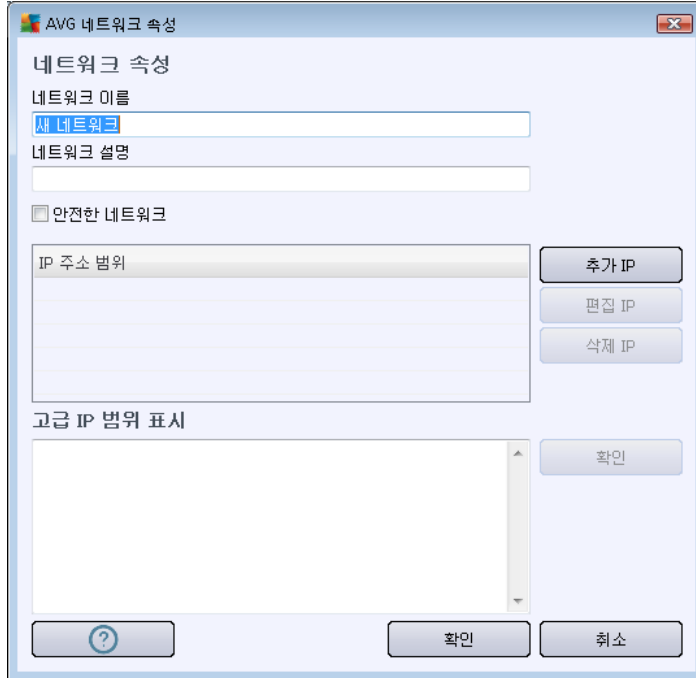 AVG 네트워크 속성
네트워크 속성
네트워크 이름
새 네트워크
네트워크 설명
안전한 네트워크
IP 주소 범위
추가 IP
편집 IP
삭제 IP
고급 IP 범위 표시
확인
?
확인
취소